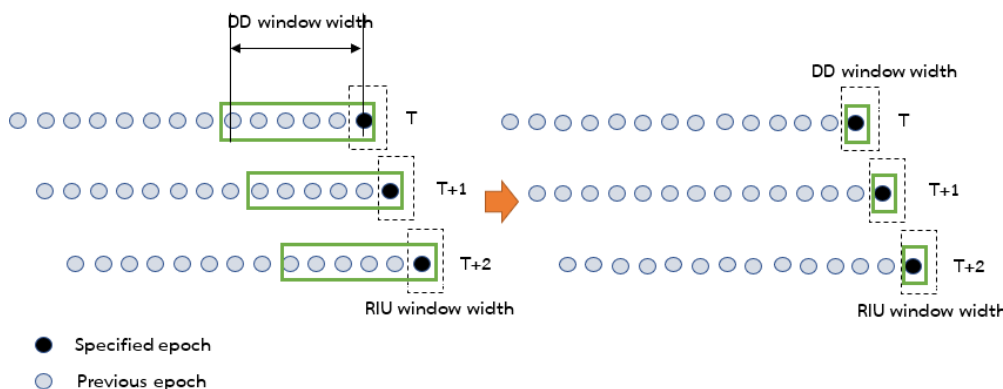 DD window width
T
T+1
T+2
RIU window width
DD window width
T
T+1
T+2
RIU window width
Specified epoch
Previous epoch